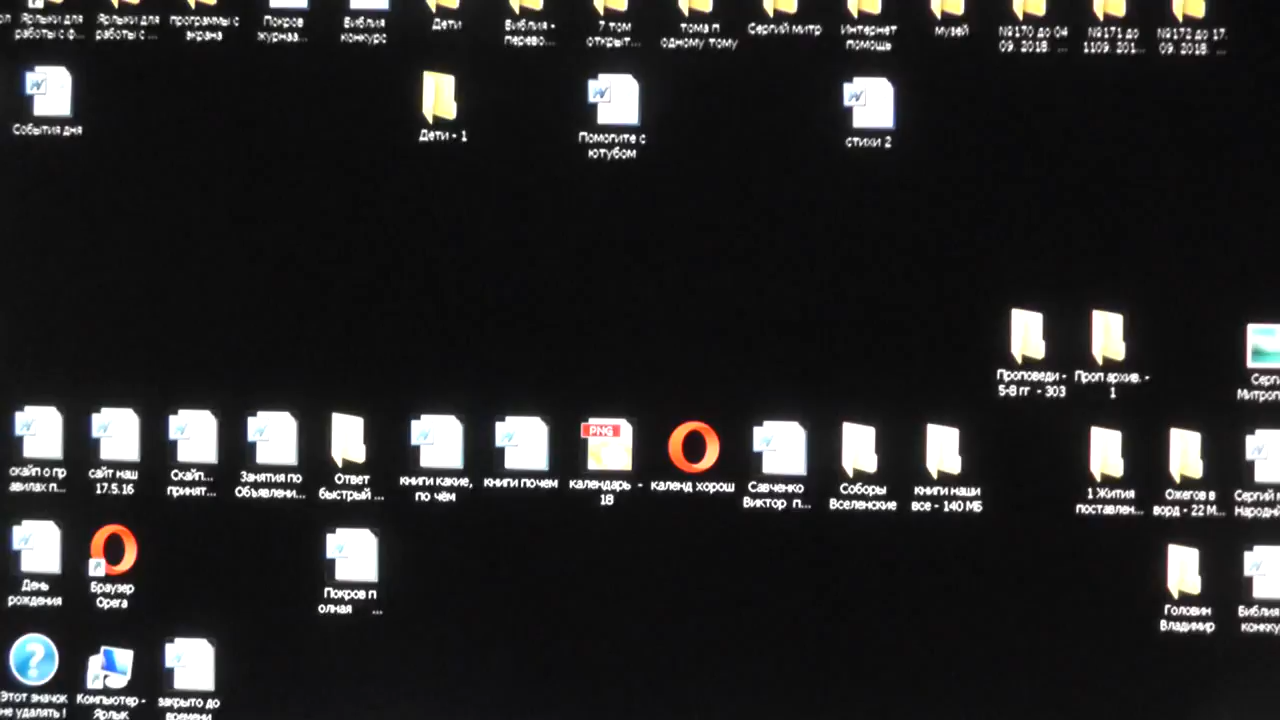 Ярлыки для
работы с ф...
Ярлыки для
работы с ...
программы с
экрана
Покров
журнаа...
Библия
конкурс
Дети
Библия -
перево...
7 том
открыт...
тома п
одному тому
Сергий митр
Интернет
помощь
музей
№170 до 04
09. 2018. ...
№171 до
1109. 201...
№172 до 17.
09. 2018. ...
События дня
Дети - 1
Помогите с
ютубом
стихи 2
Проповеди -
5-8 гг - 303
Проп архив. -
1
Серг
Митроп
скайп о пр
авилах п...
сайт наш
17.5.16
Скайп...
принят...
Занятия по
Объявлени...
Ответ
быстрый ...
книги какие,
по чём
книги почем
PNG
календарь -
18
календ хорош
Савченко
Виктор п...
Соборы
Вселенские
книги наши
все - 140 МБ
1 Жития
поставлен...
Ожегов в
ворд - 22 М...
Сергий м
Народн
День
рождения
Браузер
Opera
Покров п
олная ...
Головин
Владимир
Библия
конку
Этот значок
не удалять !
Компьютер -
Ярлык
закрыто до
времени